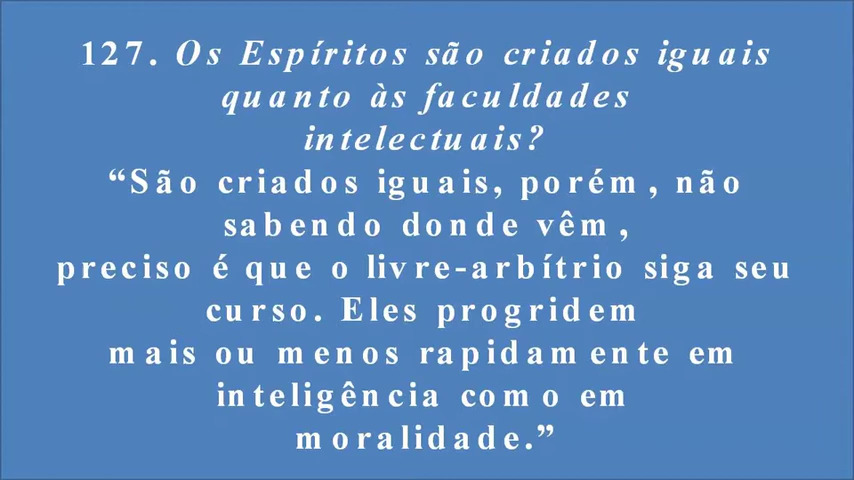 127. Os Espíritos são criados iguais
quanto às faculdades
intelectuais?
“São criados iguais, porém, não
sabendo donde vêm,
preciso é que o livre-arbítrio siga seu
curso. Eles progridem
mais ou menos rapidamente em
inteligência como em
moralidade.”